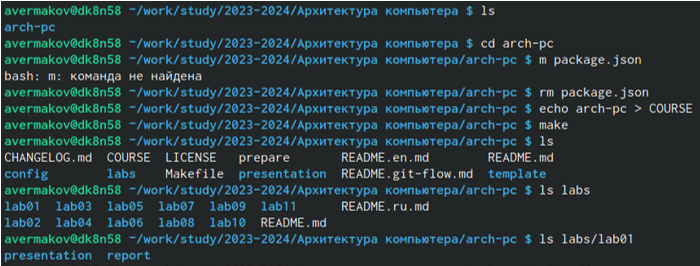 avermakov@dk8n58 ~/work/study/2023-2024/Архитектура компьютера $ ls
arch-pc
avermakov@dk8n58 ~/work/study/2023-2024/Архитектура компьютера $ cd arch-pc
avermakov@dk8n58 ~/work/study/2023-2024/Архитектура компьютера/arch-pc $ m package.json
bash: m: команда не найдена
avermakov@dk8n58 ~/work/study/2023-2024/Архитектура компьютера/arch-pc $ rm package.json
avermakov@dk8n58 ~/work/study/2023-2024/Архитектура компьютера/arch-pc $ echo arch-pc > COURSE
avermakov@dk8n58 ~/work/study/2023-2024/Архитектура компьютера/arch-pc $ make
avermakov@dk8n58 ~/work/study/2023-2024/Архитектура компьютера/arch-pc $ ls
CHANGELOG.md COURSE LICENSE prepare README.en.md README.md
config labs Makefile presentation README.git-flow.md template
avermakov@dk8n58 ~/work/study/2023-2024/Архитектура компьютера/arch-pc $ ls labs
lab01 lab03 lab05 lab07 lab09 lab11 README.ru.md
lab02 lab04 lab06 lab08 lab10 README.md
avermakov@dk8n58 ~/work/study/2023-2024/Архитектура компьютера/arch-pc $ ls labs/lab01
presentation report